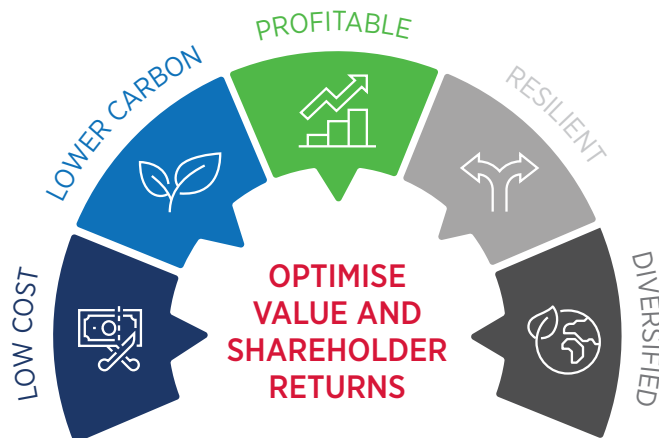 LOW COST
LOWER CARBON
PROFITABLE
RESILIENT
DIVERSIFIED
OPTIMISE
VALUE AND
SHAREHOLDER
RETURNS